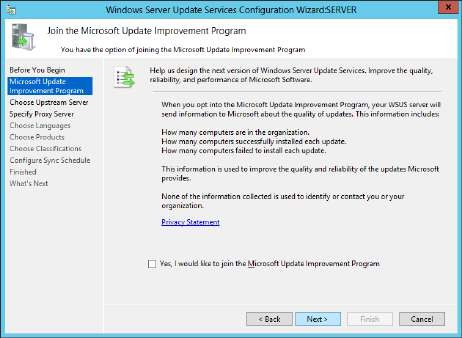 Windows Server Update Services Configuration Wizard:SERVER
Join the Microsoft Update Improvement Program
You have the option of joining the Microsoft Update Improvement Program
Before You Begin
Microsoft Update
Improvement Program
Choose Upstream Server
Specify Proxy Server
Choose Languages
Choose Products
Choose Classifications
Configure Sync Schedule
Finished
What's Next
Help us design the next version of Windows Server Update Services. Improve the quality,
reliability, and performance of Microsoft Software.
When you opt into the Microsoft Update Improvement Program, your WSUS server will
send information to Microsoft about the quality of updates. This information includes:
How many computers are in the organization.
How many computers successfully installed each update.
How many computers failed to install each update.
This information is used to improve the quality and reliability of the updates Microsoft
provides.
None of the information collected is used to identify or contact you or your
organization.
Privacy Statement
Yes, I would like to join the Microsoft Update Improvement Program
< Back
Next >
Finish
Cancel